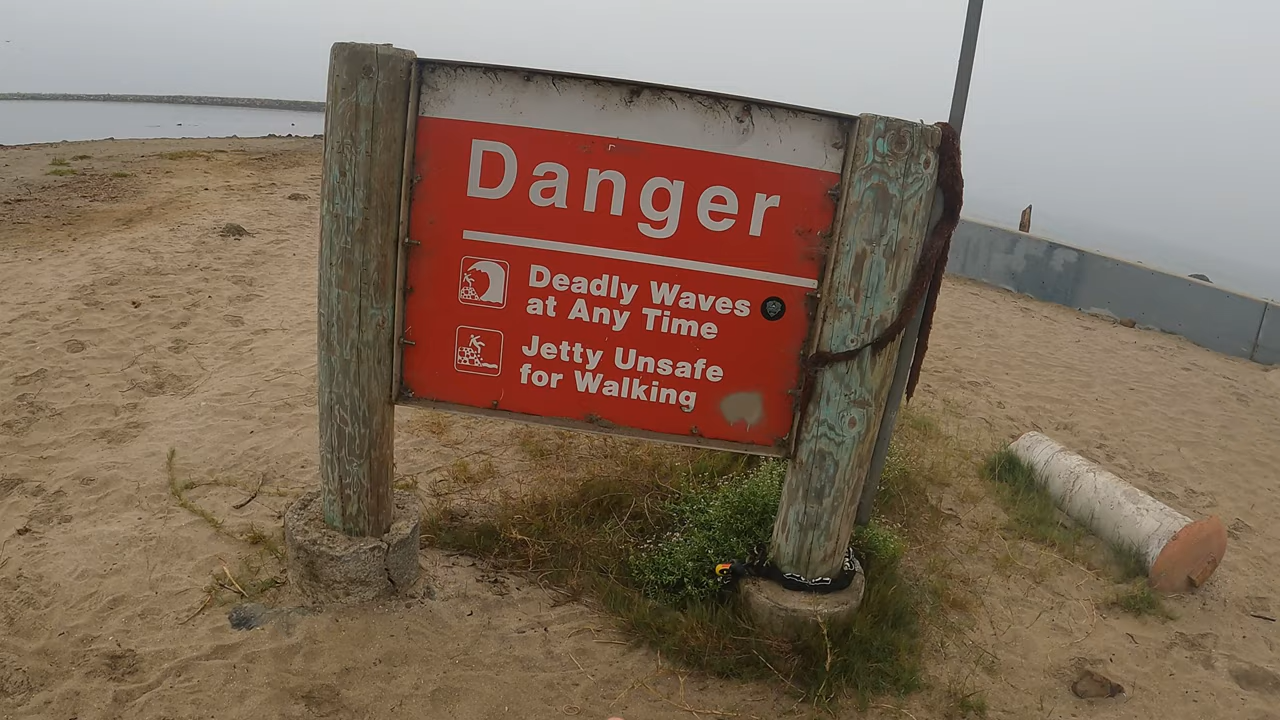 Danger
Deadly Waves
at Any Time
Jetty Unsafe
for Walking